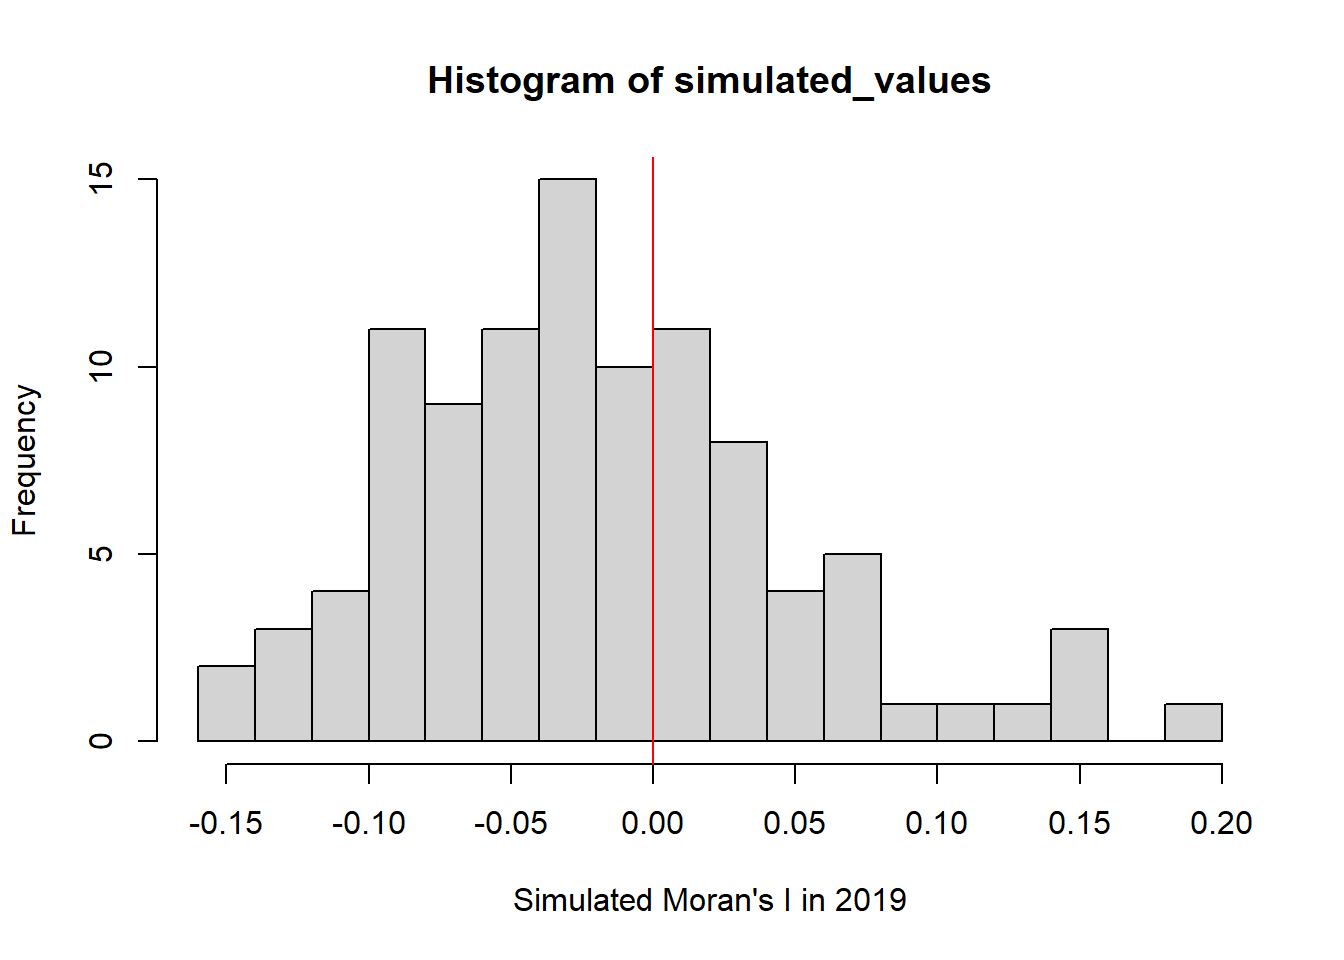 Histogram of simulated_values
Frequency
15
10
5
0
-0.15 -0.10 -0.05 0.00 0.05 0.10 0.15 0.20
Simulated Moran's I in 2019